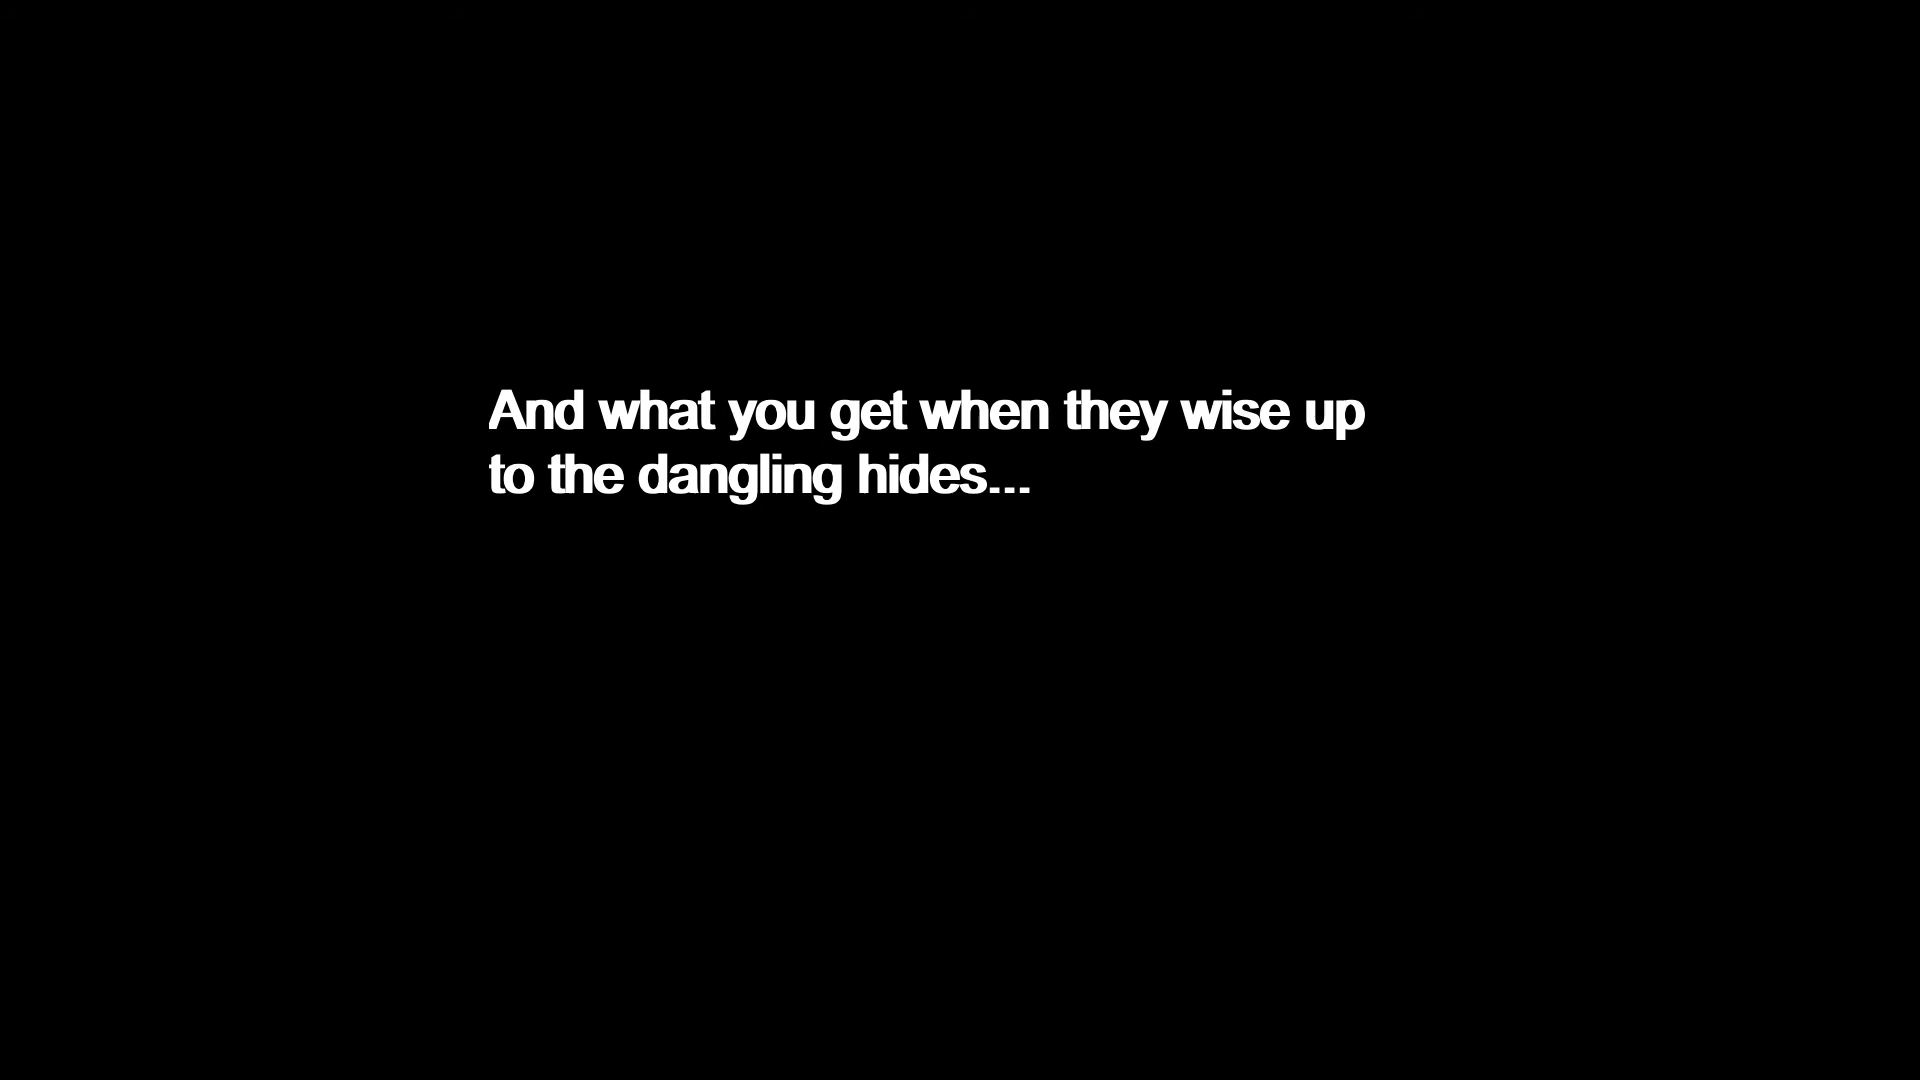 And what you get when they wise up
to the dangling hides...